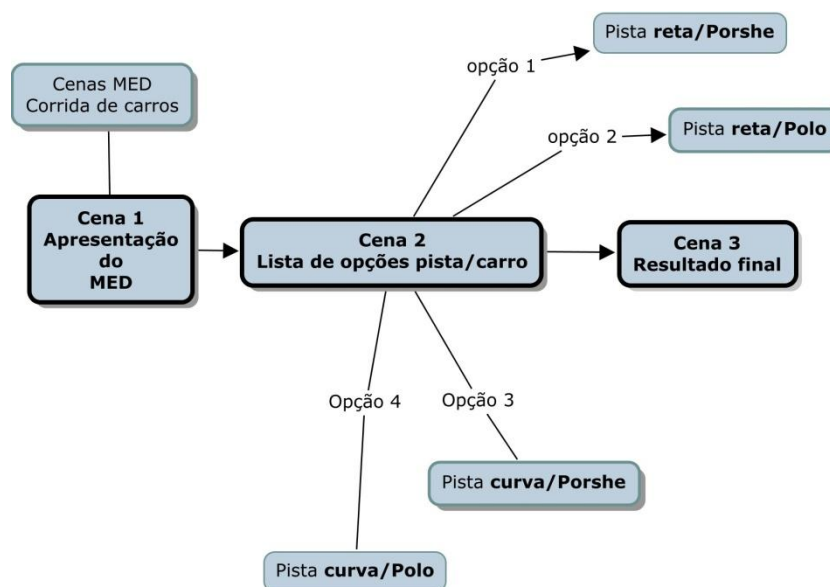 Pista reta/Porshe
opção 1
Cenas MED
Corrida de carros
opção 2
Pista reta/Polo
Cena 1
Apresentação
do
MED
Cena 2
Lista de opções pista/carro
Cena 3
Resultado final
Opção 4
Opção 3
Pista curva/Porshe
Pista curva/Polo